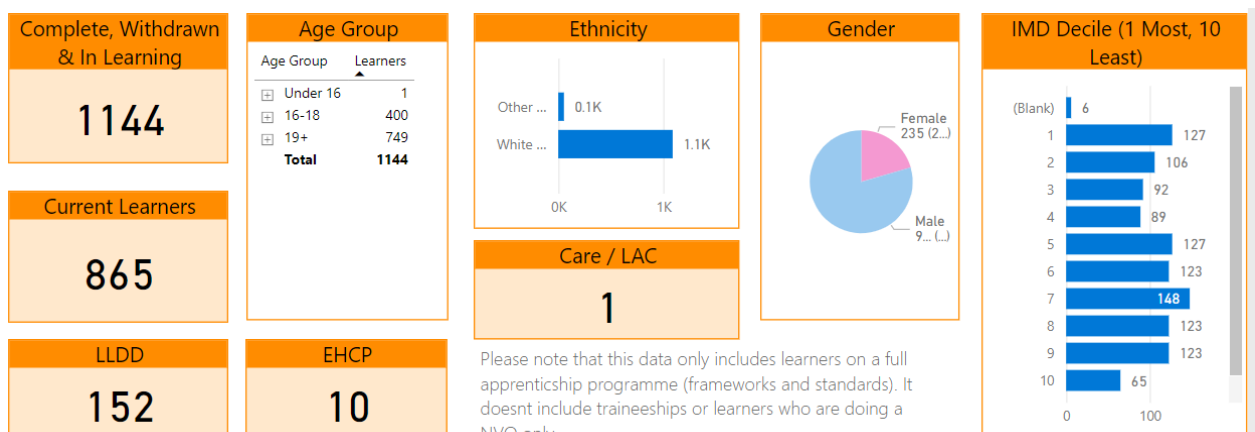 Complete, Withdrawn
& In Learning
1144
Current Learners
865
LLDD
152
Age Group
Age Group Learners
Under 16 1
16-18 400
19+ 749
Total 1144
EHCP
10
Ethnicity
Other ... 0.1K
White ... 1.1K
0K 1K
Care / LAC
1
Please note that this data only includes learners on a full
apprenticship programme (frameworks and standards). It
doesnt include traineeships or learners who are doing a
NVQ only
Gender
Female
235 (2...)
Male
9... (...)
IMD Decile (1 Most, 10
Least)
(Blank) 6
1 127
2 106
3 92
4 89
5 127
6 123
7 148
8 123
9 123
10 65
0 100